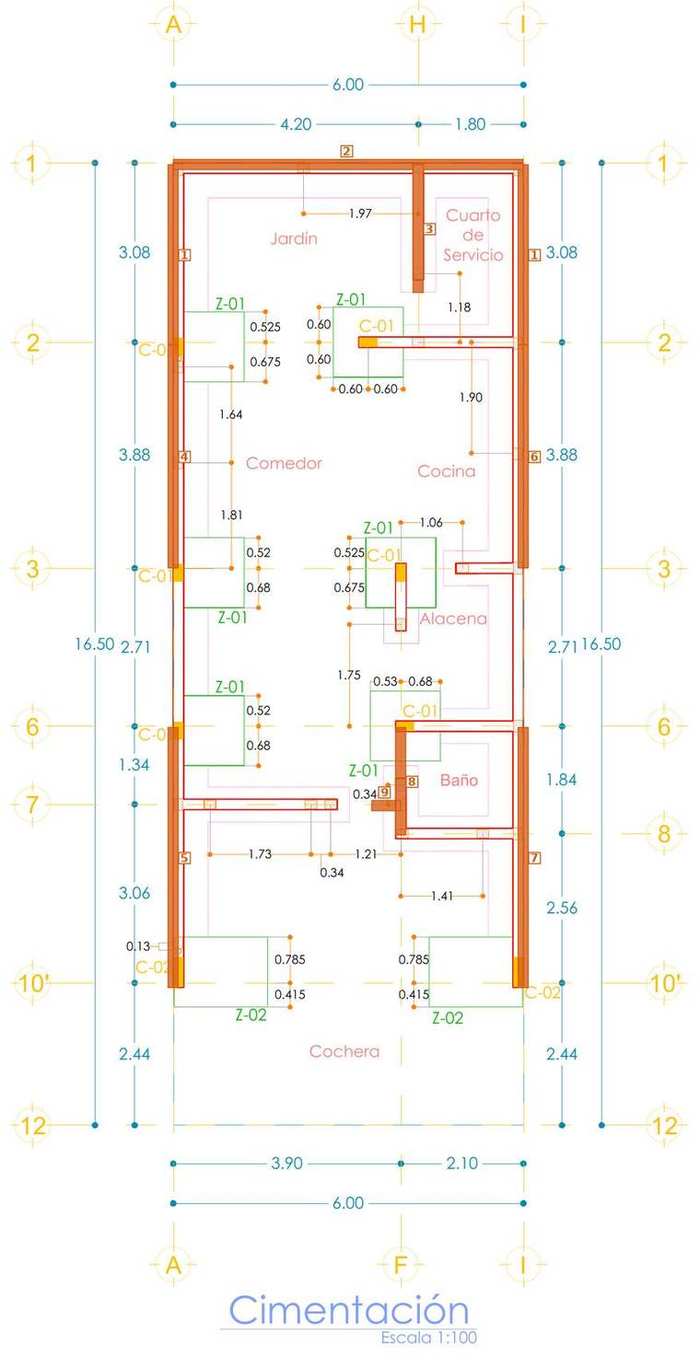 A H I
6.00
4.20 1.80
2
1 1
1.97
3.08 1 Jardín 3 Cuarto
de
Servicio 1 3.08
Z-01 Z-01
1.18
0.525 0.60 C-01
2 C-01 2
0.675 0.60
0.60 0.60
1.90
1.64
3.88 4 Comedor Cocina 6 3.88
1.81 1.06
Z-01
0.52 0.525 C-01
3 C-01 3
0.68 0.675
Z-01 Alacena
16.50 2.71 2.71 16.50
1.75
0.53 0.68
Z-01
0.52 C-01
6 C-01 6
0.68
1.34 Z-01 8 Baño 1.84
0.34 9
7
8
5 1.73 1.21 7
0.34
3.06 1.41 2.56
0.13
0.785 0.785
C-02
10' 10'
0.415 0.415 C-02
Z-02 Z-02
2.44 Cochera 2.44
12 12
3.90 2.10
6.00
A F I
Cimentación
Escala 1:100